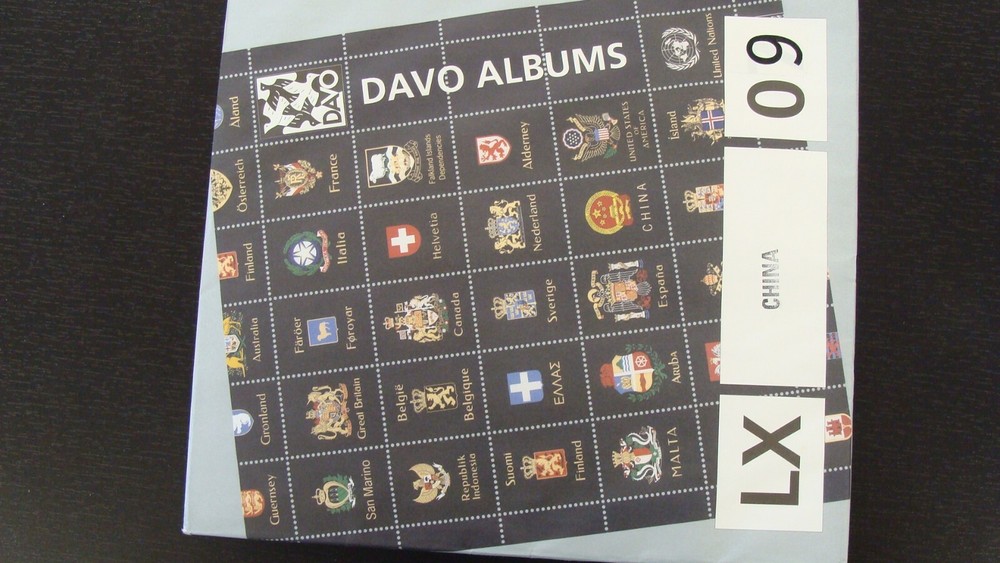 DAVO
DAVO ALBUMS
United Nations
Åland
Österreich
France
Falkland Islands
Dependencies
Alderney
UNITED STATES
OF
AMERICA
Island
Finland
Italia
Helvetia
Nederland
CHINA
Australia
Färöer
Føroyar
Canada
Sverige
España
Gronland
Great Britain
België
Belgique
ΕΛΛΑΣ
Aruba
Guernsey
San Marino
Republik
Indonesia
Suomi
Finland
MALTA
09
CHINA
LX